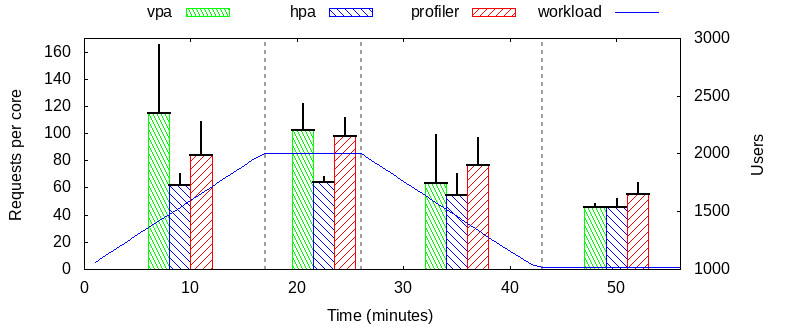 vpa hpa profiler workload
160 3000
140
120 2500
100
80 2000
60
40 1500
20
0 1000
0 10 20 30 40 50
Requests per core
Users
Time (minutes)